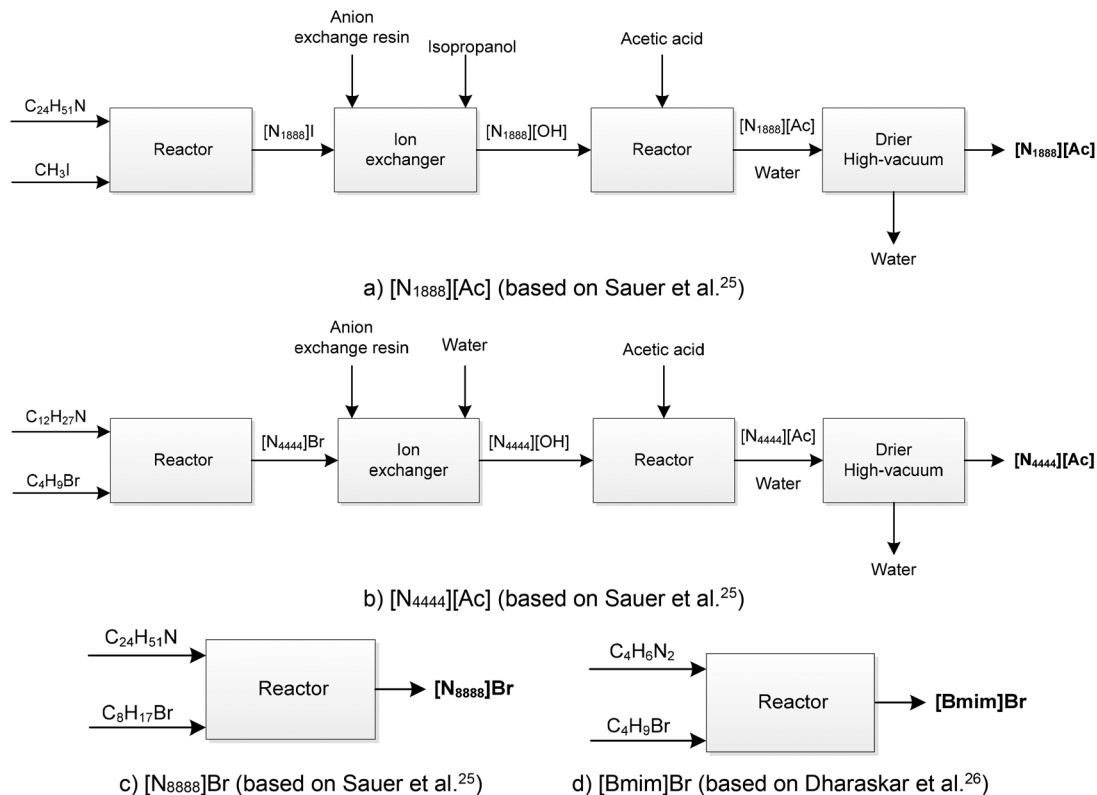 Anion
exchange resin
Isopropanol
Acetic acid
C24H51N
CH3I
Reactor
[N1888]I
Ion
exchanger
[N1888][OH]
Reactor
[N1888][Ac]
Water
Drier
High-vacuum
[N1888][Ac]
Water
a) [N1888][Ac] (based on Sauer et al.25)
Anion
exchange resin
Water
Acetic acid
C12H27N
C4H9Br
Reactor
[N4444]Br
Ion
exchanger
[N4444][OH]
Reactor
[N4444][Ac]
Water
Drier
High-vacuum
[N4444][Ac]
Water
b) [N4444][Ac] (based on Sauer et al.25)
C24H51N
C8H17Br
Reactor
[N8888]Br
c) [N8888]Br (based on Sauer et al.25)
C4H6N2
C4H9Br
Reactor
[Bmim]Br
d) [Bmim]Br (based on Dharaskar et al.26)